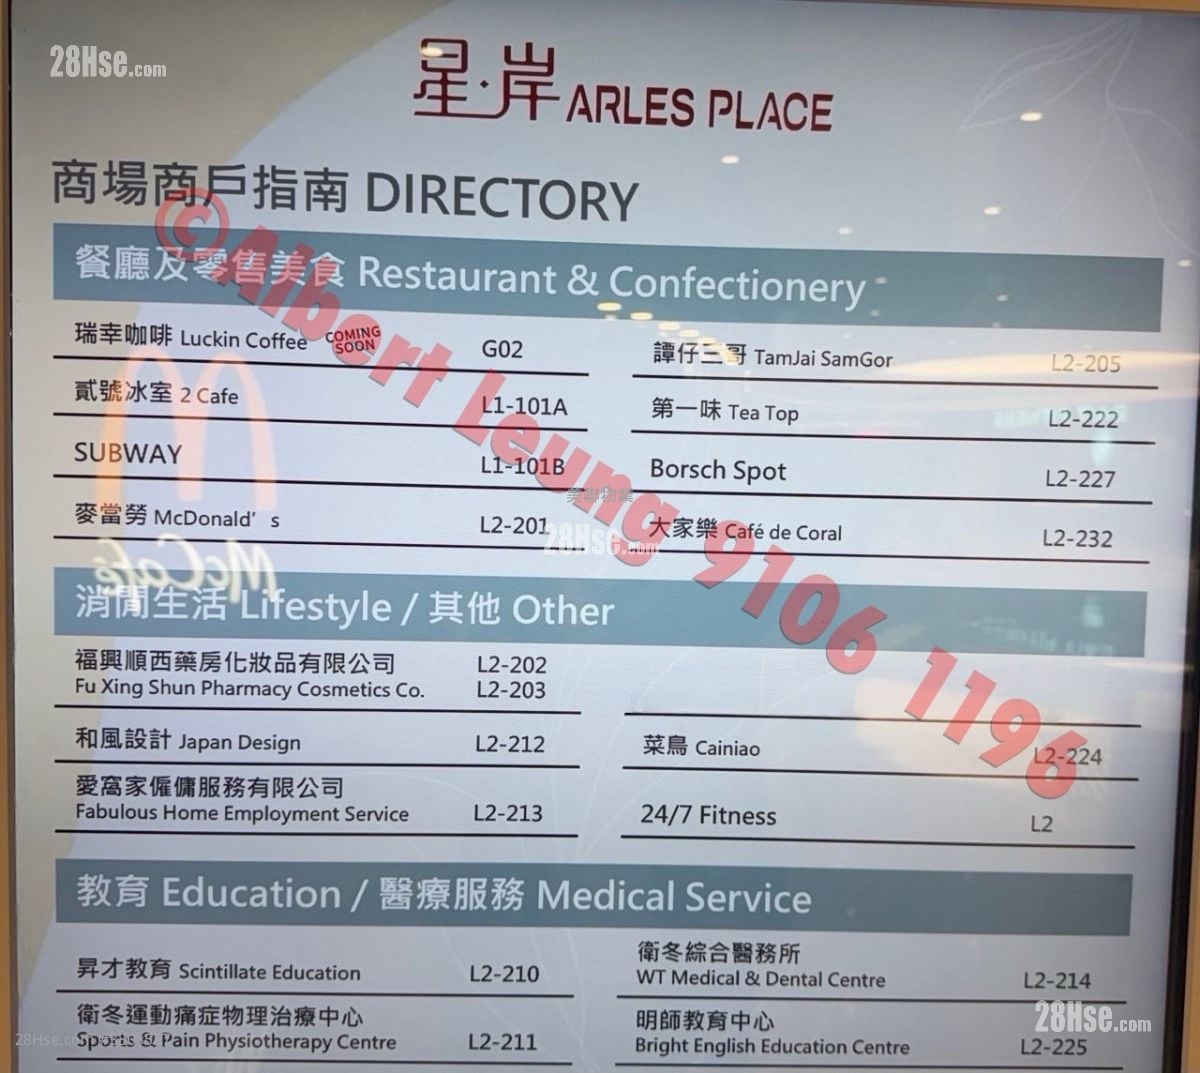 28Hse.com
星·岸 ARLES PLACE
商場商戶指南 DIRECTORY
餐廳及零售美食 Restaurant & Confectionery
瑞幸咖啡 Luckin Coffee COMING SOON G02
貳號冰室 2 Cafe L1-101A
SUBWAY L1-101B
麥當勞 McDonald's L2-201
譚仔三哥 TamJai SamGor L2-205
第一味 Tea Top L2-222
Borsch Spot L2-227
大家樂 Café de Coral L2-232
美聯物業
28Hse.com
McCafé
©Albert Leung 9106 1196
消閒生活 Lifestyle / 其他 Other
福興順西藥房化妝品有限公司 L2-202
Fu Xing Shun Pharmacy Cosmetics Co. L2-203
和風設計 Japan Design L2-212
愛窩家僱傭服務有限公司
Fabulous Home Employment Service L2-213
菜鳥 Cainiao L2-224
24/7 Fitness L2
教育 Education / 醫療服務 Medical Service
昇才教育 Scintillate Education L2-210
衛冬運動痛症物理治療中心
Sports & Pain Physiotherapy Centre L2-211
衛冬綜合醫務所
WT Medical & Dental Centre L2-214
明師教育中心
Bright English Education Centre L2-225
28Hse.com
28Hse.com